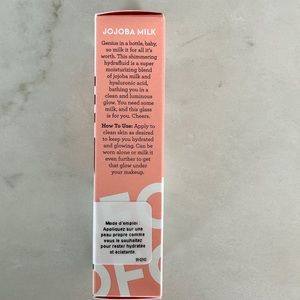 JOJOBA MILK
Genius in a bottle, baby,
so milk it for all it's
worth. This shimmering
hydrafluid is a super
moisturizing blend
of jojoba milk and
hyaluronic acid,
bathing you in a
clean and luminous
glow. You need some
milk, and this glass
is for you. Cheers.
How To Use: Apply to
clean skin as desired
to keep you hydrated
and glowing. Can be
worn alone or milk it
even further to get
that glow under
your makeup.
Mode d'emploi :
Appliquez sur une
peau propre comme
vous le souhaitez
pour rester hydratée
et éclatante.